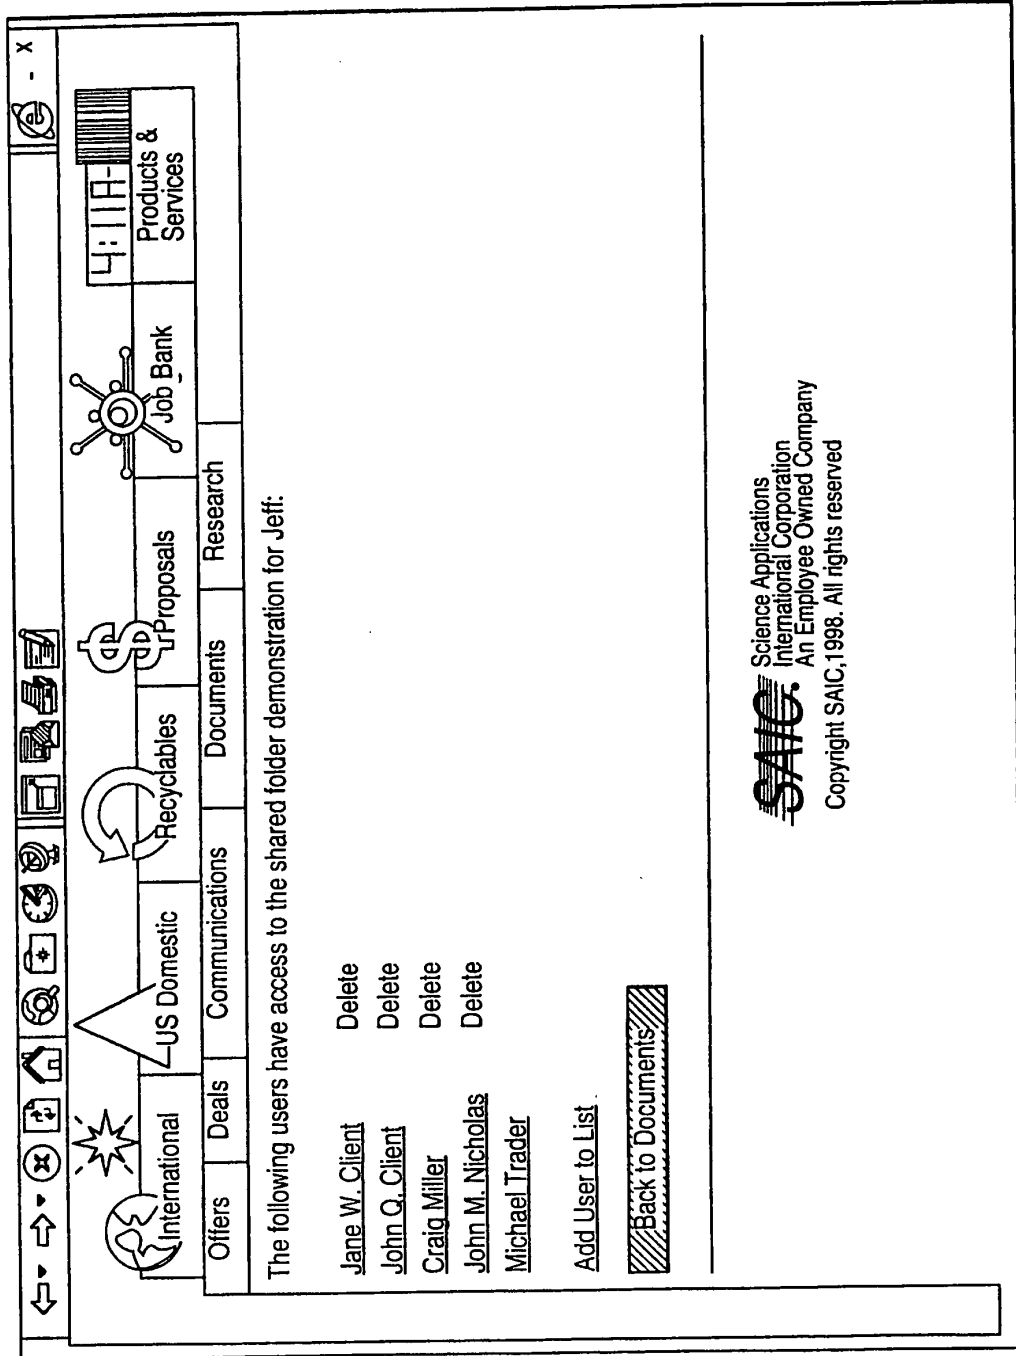 - X
4:11A-
International
US Domestic
Recyclables
Proposals
Job Bank
Products &
Services
Offers
Deals
Communications
Documents
Research
The following users have access to the shared folder demonstration for Jeff:
Jane W. Client Delete
John Q. Client Delete
Craig Miller Delete
John M. Nicholas Delete
Michael Trader
Add User to List
Back to Documents
SAIC.
Science Applications
International Corporation
An Employee Owned Company
Copyright SAIC,1998. All rights reserved